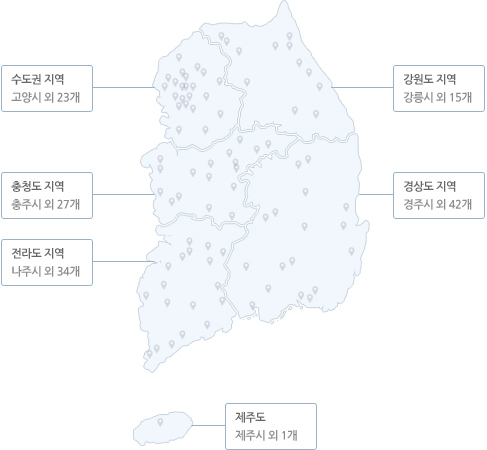 수도권 지역
고양시 외 23개
강원도 지역
강릉시 외 15개
충청도 지역
충주시 외 27개
경상도 지역
경주시 외 42개
전라도 지역
나주시 외 34개
제주도
제주시 외 1개